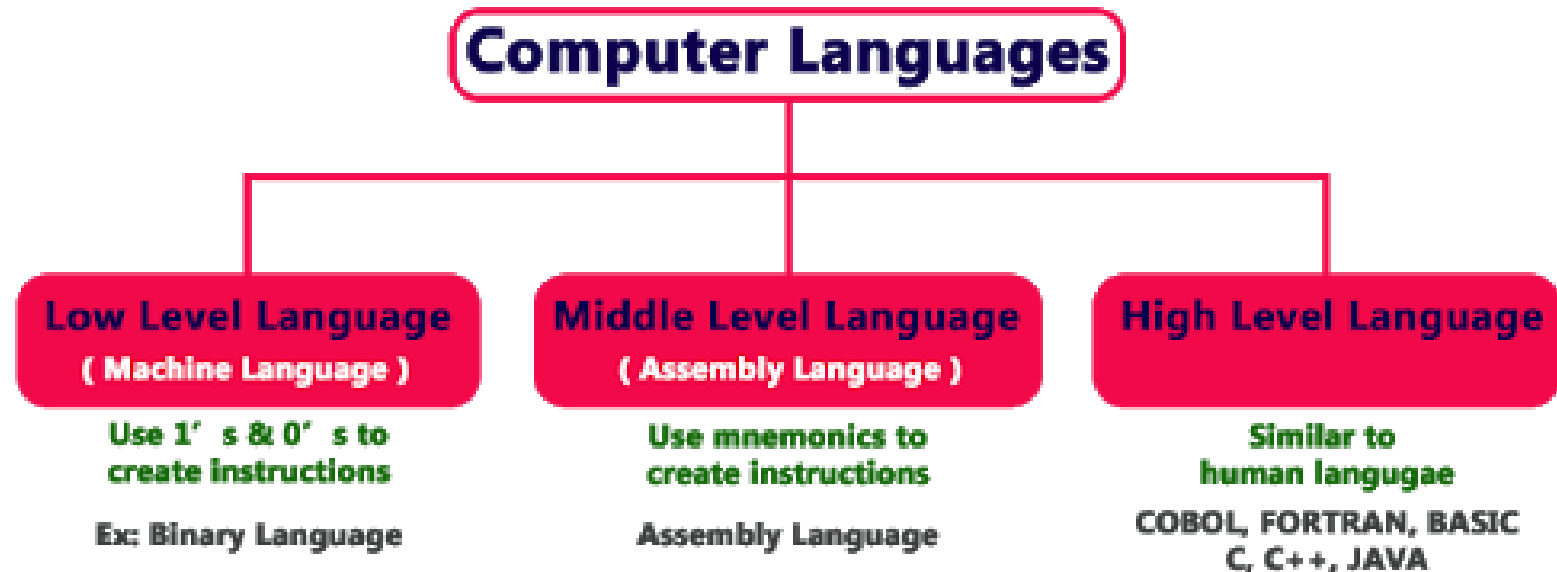 Computer Languages
Low Level Language
( Machine Language )
Use 1′ s & 0′ s to
create instructions
Ex: Binary Language
Middle Level Language
( Assembly Language )
Use mnemonics to
create instructions
Assembly Language
High Level Language
Similar to
human langugae
COBOL, FORTRAN, BASIC
C, C++, JAVA